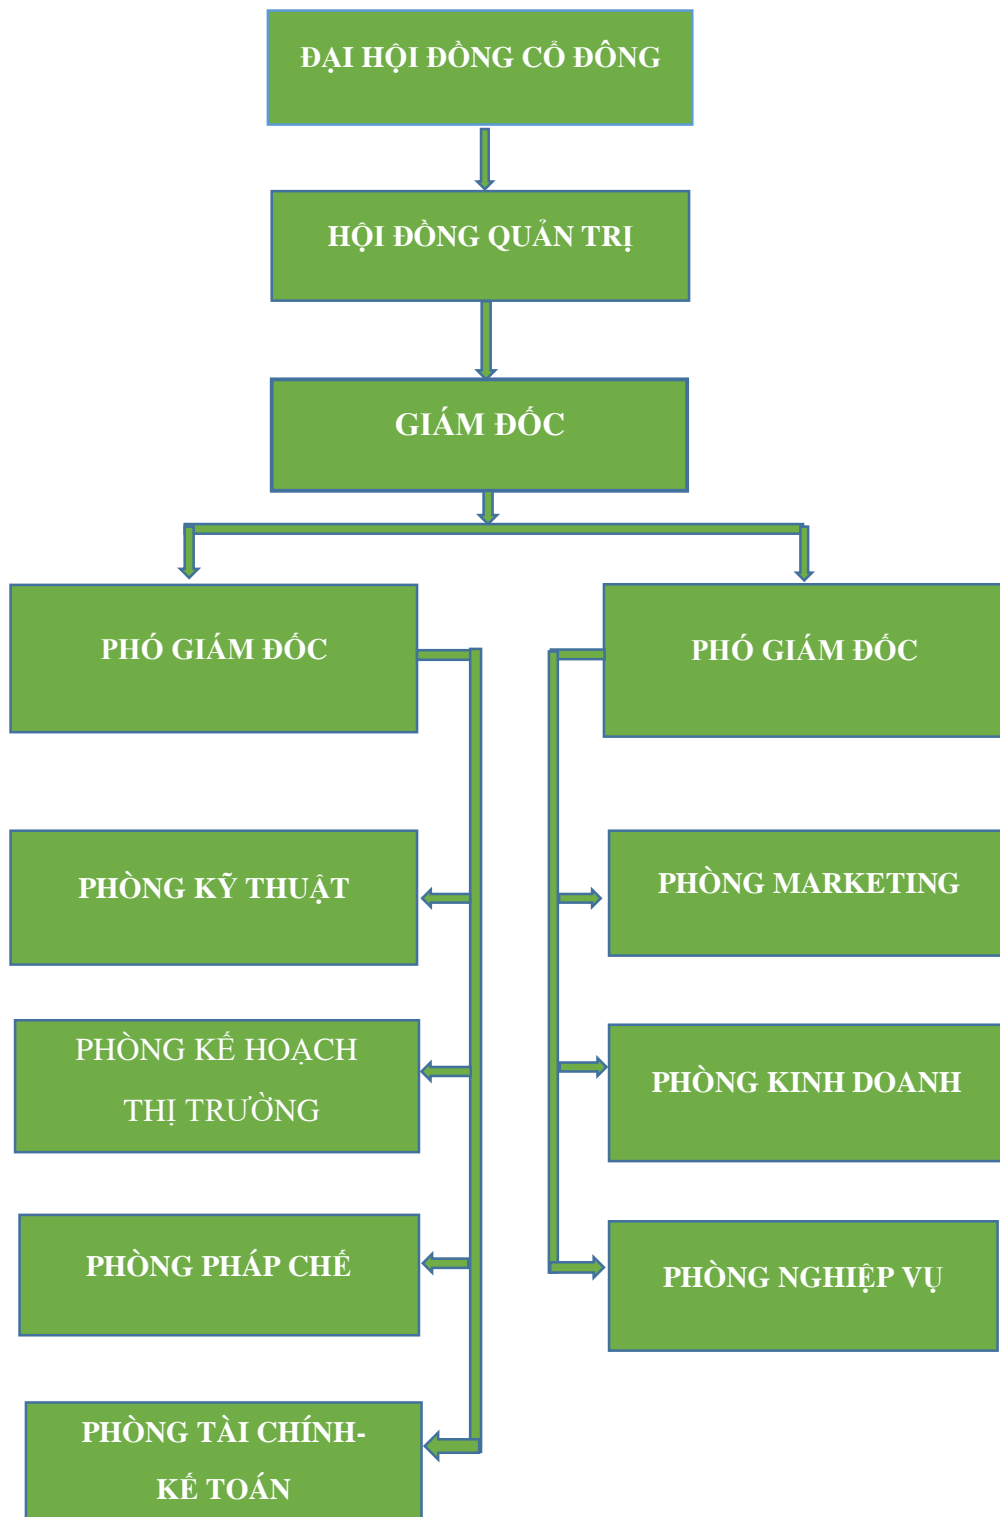 ĐẠI HỘI ĐỒNG CỔ ĐÔNG
HỘI ĐỒNG QUẢN TRỊ
GIÁM ĐỐC
PHÓ GIÁM ĐỐC
PHÓ GIÁM ĐỐC
PHÒNG KỸ THUẬT
PHÒNG KẾ HOẠCH
THỊ TRƯỜNG
PHÒNG PHÁP CHẾ
PHÒNG TÀI CHÍNH-
KẾ TOÁN
PHÒNG MARKETING
PHÒNG KINH DOANH
PHÒNG NGHIỆP VỤ